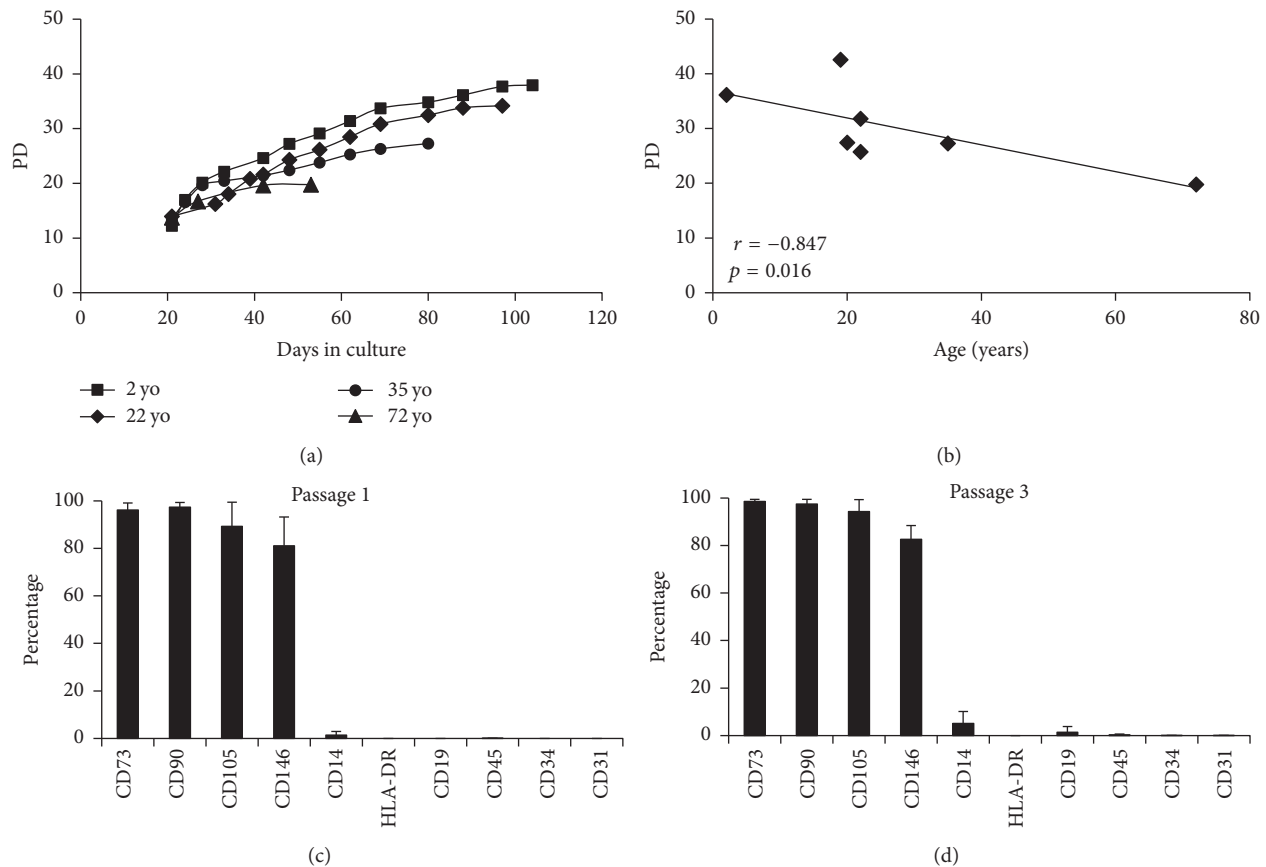 50
40
30
20
10
0
PD
0 20 40 60 80 100 120
Days in culture
2 yo
22 yo
35 yo
72 yo
(a)
50
40
30
20
10
0
PD
r = −0.847
p = 0.016
0 20 40 60 80
Age (years)
(b)
Passage 1
100
80
60
40
20
0
Percentage
CD73
CD90
CD105
CD146
CD14
HLA-DR
CD19
CD45
CD34
CD31
(c)
Passage 3
100
80
60
40
20
0
Percentage
CD73
CD90
CD105
CD146
CD14
HLA-DR
CD19
CD45
CD34
CD31
(d)